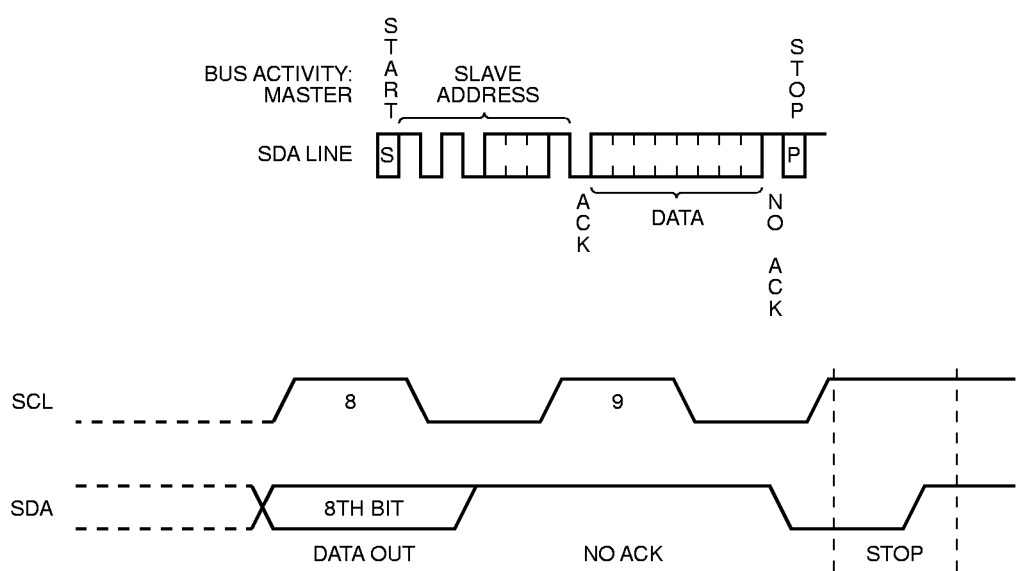 START
BUS ACTIVITY:
MASTER
SLAVE
ADDRESS
STOP
SDA LINE
S
P
ACK
DATA
NO ACK
SCL
8
9
SDA
8TH BIT
DATA OUT
NO ACK
STOP